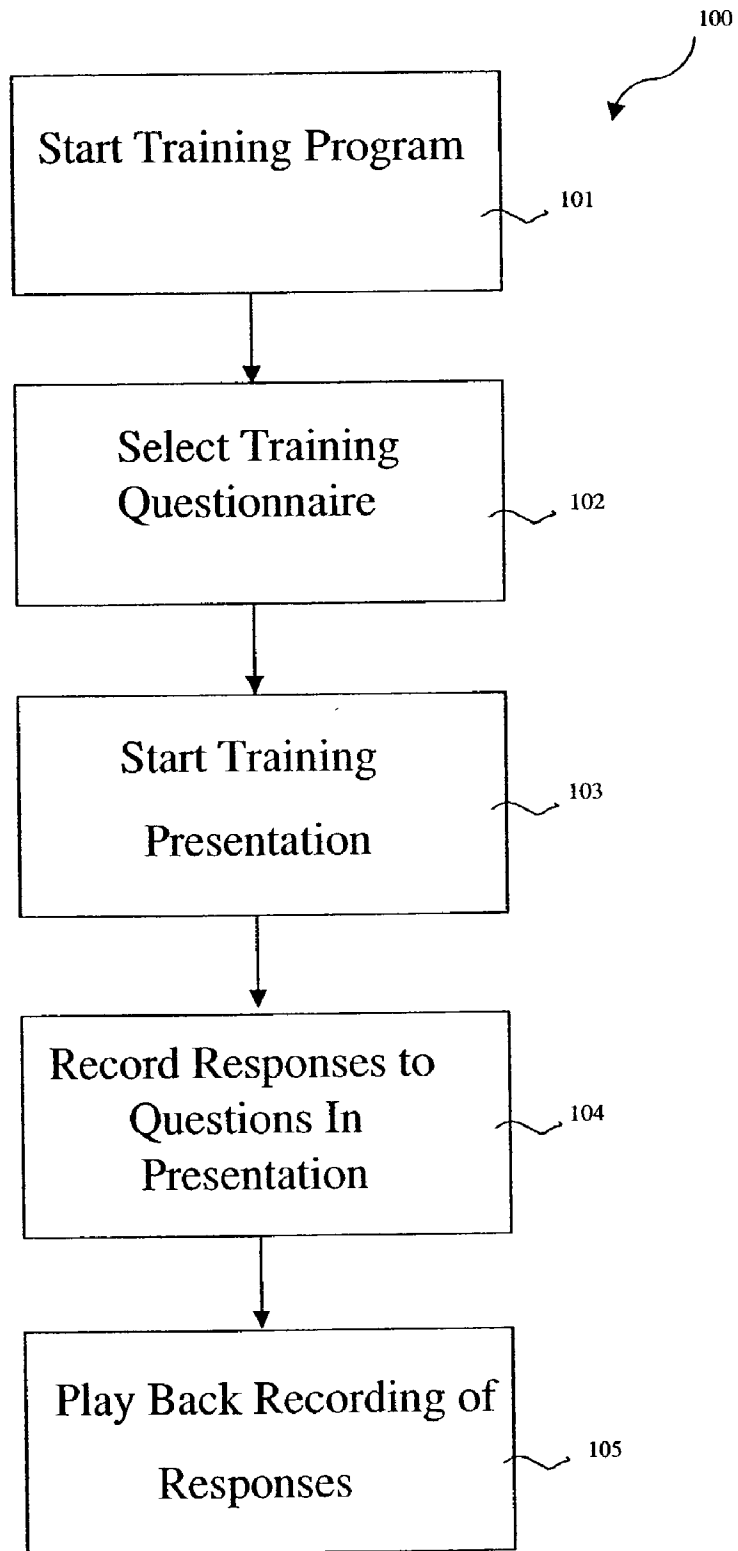 100
Start Training Program
101
Select Training
Questionnaire
102
Start Training
103
Presentation
Record Responses to
Questions In
104
Presentation
Play Back Recording of
105
Responses